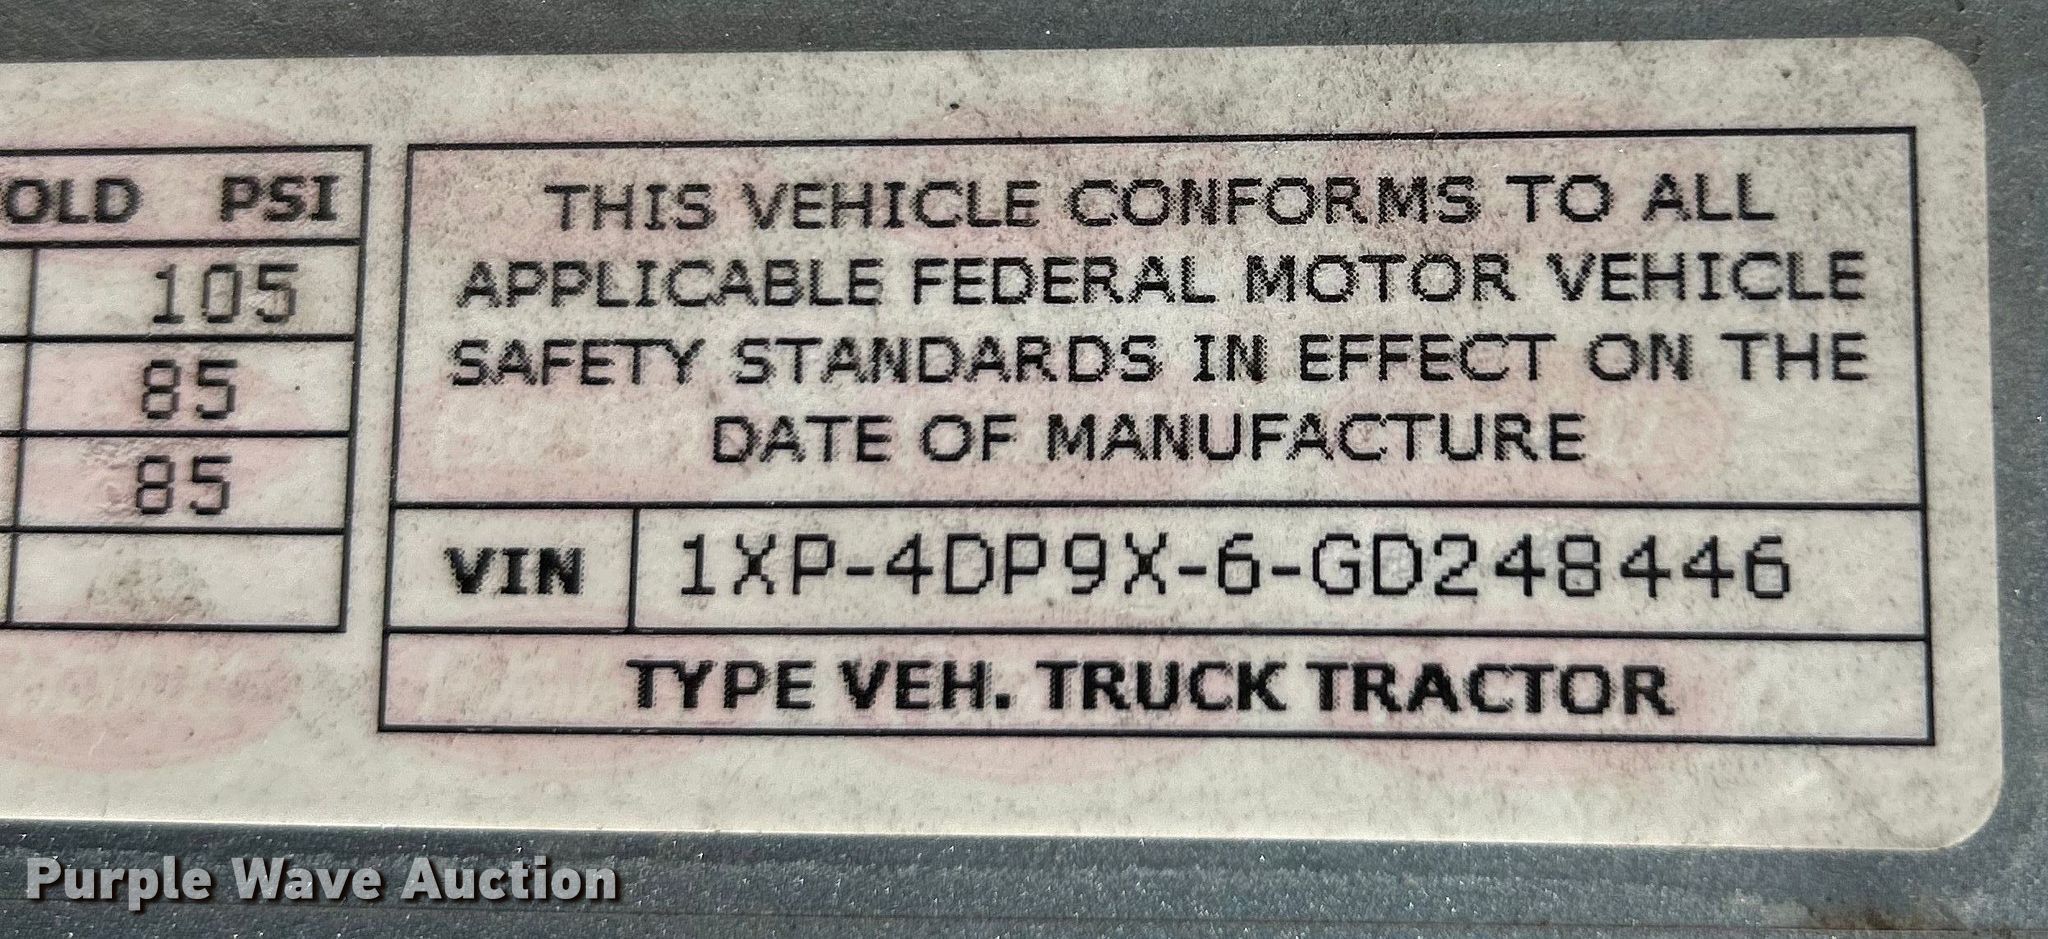 OLD PSI
105
85
85
THIS VEHICLE CONFORMS TO ALL
APPLICABLE FEDERAL MOTOR VEHICLE
SAFETY STANDARDS IN EFFECT ON THE
DATE OF MANUFACTURE
VIN 1XP-4DP9X-6-GD248446
TYPE VEH. TRUCK TRACTOR
Purple Wave Auction